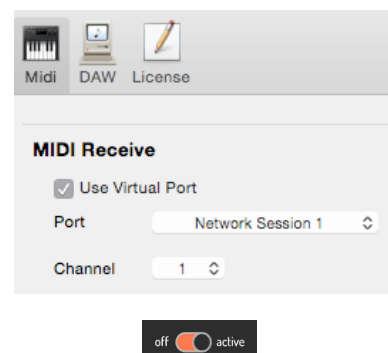 Midi DAW License
MIDI Receive
Use Virtual Port
Port Network Session 1
Channel 1
off active